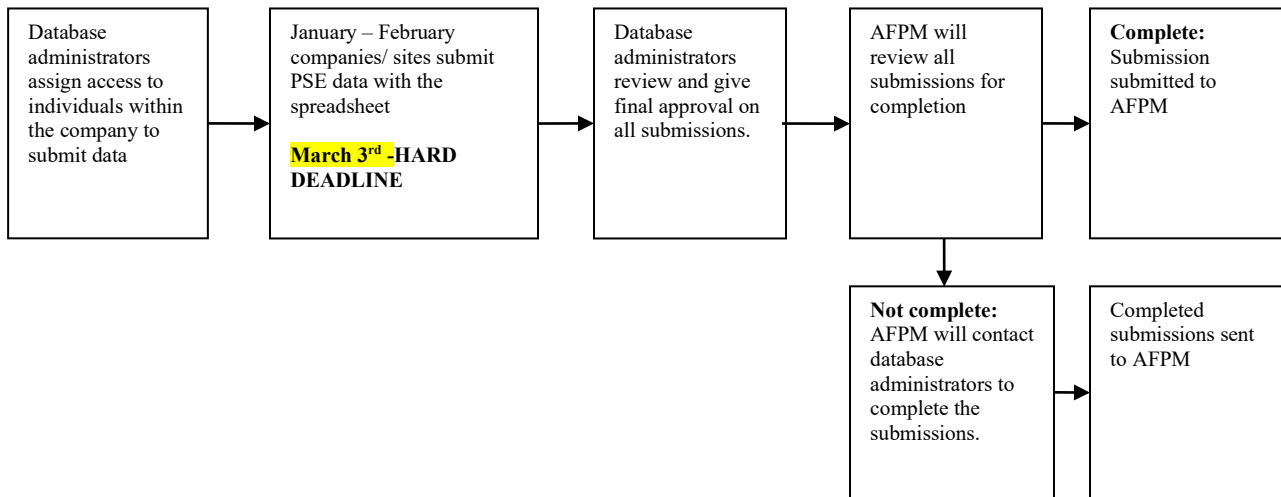 Database
administrators
assign access to
individuals within
the company to
submit data
January – February
companies/ sites submit
PSE data with the
spreadsheet
March 3rd -HARD
DEADLINE
Database
administrators
review and give
final approval on
all submissions.
AFPM will
review all
submissions for
completion
Complete:
Submission
submitted to
AFPM
Not complete:
AFPM will contact
database
administrators to
complete the
submissions.
Completed
submissions sent
to AFPM